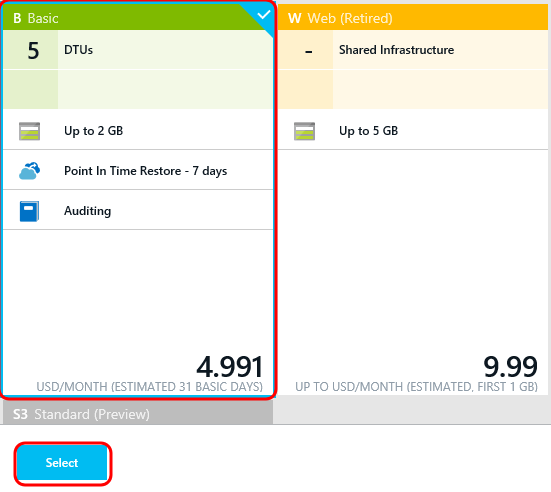 B Basic
5 DTUs
Up to 2 GB
Point In Time Restore - 7 days
Auditing
4.991
USD/MONTH (ESTIMATED 31 BASIC DAYS)
W Web (Retired)
- Shared Infrastructure
Up to 5 GB
9.99
UP TO USD/MONTH (ESTIMATED, FIRST 1 GB)
S3 Standard (Preview)
Select